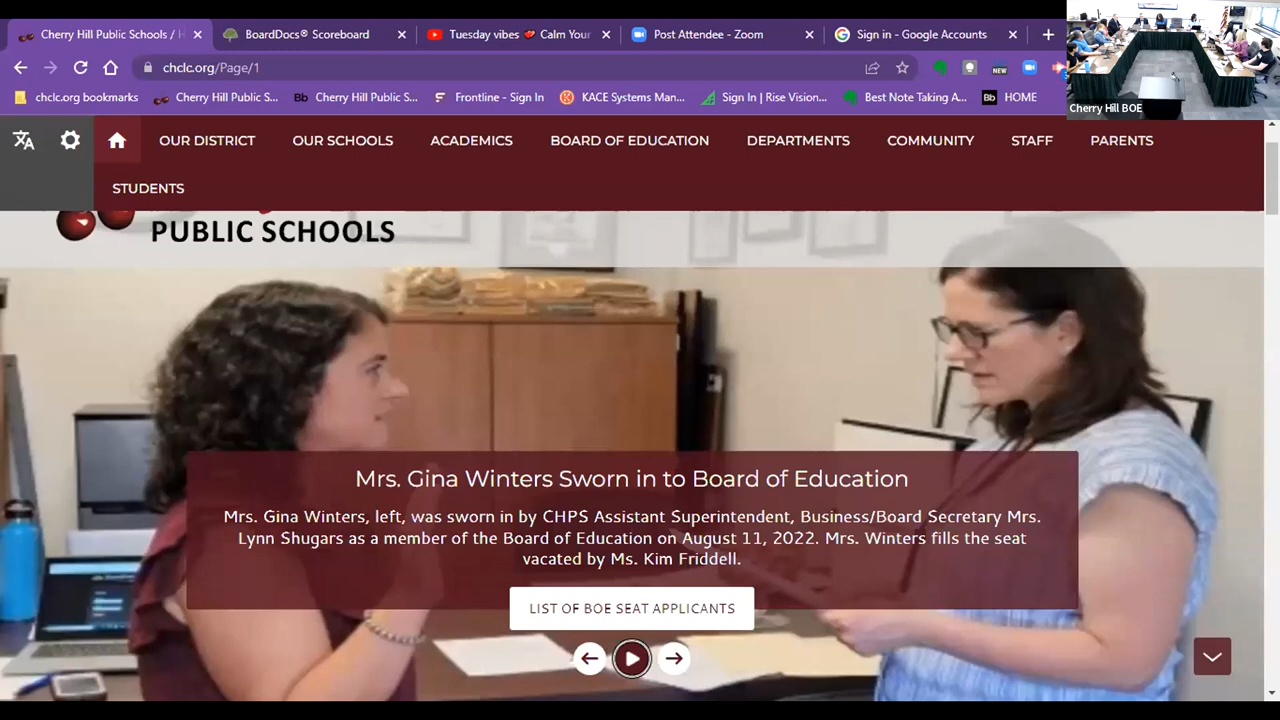 Cherry Hill Public Schools / H
BoardDocs® Scoreboard
Tuesday vibes 🍒 Calm Your
Post Attendee - Zoom
Sign in - Google Accounts
chclc.org/Page/1
NEW
chclc.org bookmarks
Cherry Hill Public S...
Bb Cherry Hill Public S...
Frontline - Sign In
KACE Systems Man...
Sign In | Rise Vision...
Best Note Taking A...
Bb HOME
Cherry Hill BOE
OUR DISTRICT
OUR SCHOOLS
ACADEMICS
BOARD OF EDUCATION
DEPARTMENTS
COMMUNITY
STAFF
PARENTS
STUDENTS
PUBLIC SCHOOLS
Mrs. Gina Winters Sworn in to Board of Education
Mrs. Gina Winters, left, was sworn in by CHPS Assistant Superintendent, Business/Board Secretary Mrs.
Lynn Shugars as a member of the Board of Education on August 11, 2022. Mrs. Winters fills the seat
vacated by Ms. Kim Friddell.
LIST OF BOE SEAT APPLICANTS